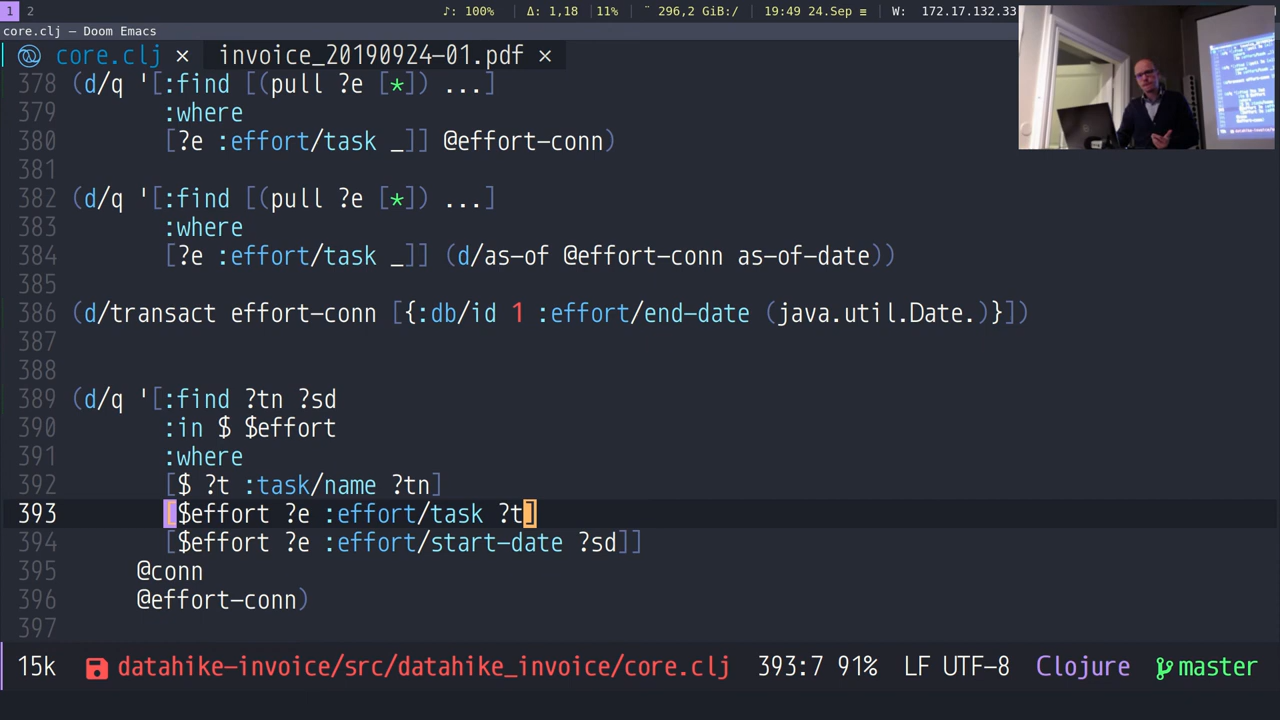 1 2 ♪: 100% Δ: 1,18 11% ¨ 296,2 GiB:/ 19:49 24.Sep ≡ W: 172.17.132.33
core.clj — Doom Emacs
core.clj × invoice_20190924-01.pdf ×
378 (d/q '[:find [(pull ?e [*]) ...]
379 :where
380 [?e :effort/task _]] @effort-conn)
381
382 (d/q '[:find [(pull ?e [*]) ...]
383 :where
384 [?e :effort/task _]] (d/as-of @effort-conn as-of-date))
385
386 (d/transact effort-conn [{:db/id 1 :effort/end-date (java.util.Date.)}])
387
388
389 (d/q '[:find ?tn ?sd
390 :in $ $effort
391 :where
392 [$ ?t :task/name ?tn]
393 [$effort ?e :effort/task ?t]
394 [$effort ?e :effort/start-date ?sd]]
395 @conn
396 @effort-conn)
397
15k datahike-invoice/src/datahike_invoice/core.clj 393:7 91% LF UTF-8 Clojure master